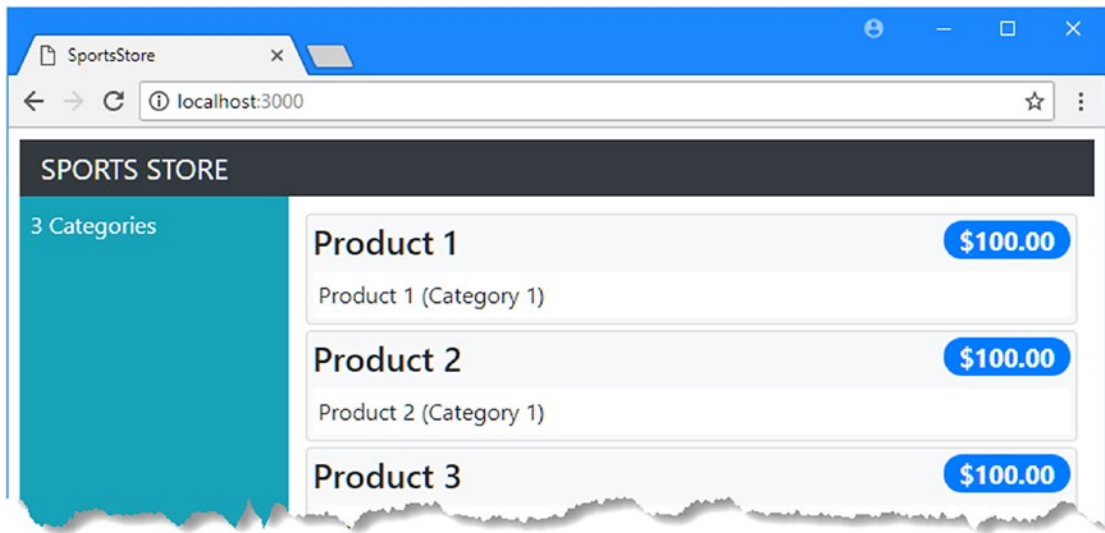 SportsStore
localhost:3000
SPORTS STORE
3 Categories
Product 1
$100.00
Product 1 (Category 1)
Product 2
$100.00
Product 2 (Category 1)
Product 3
$100.00